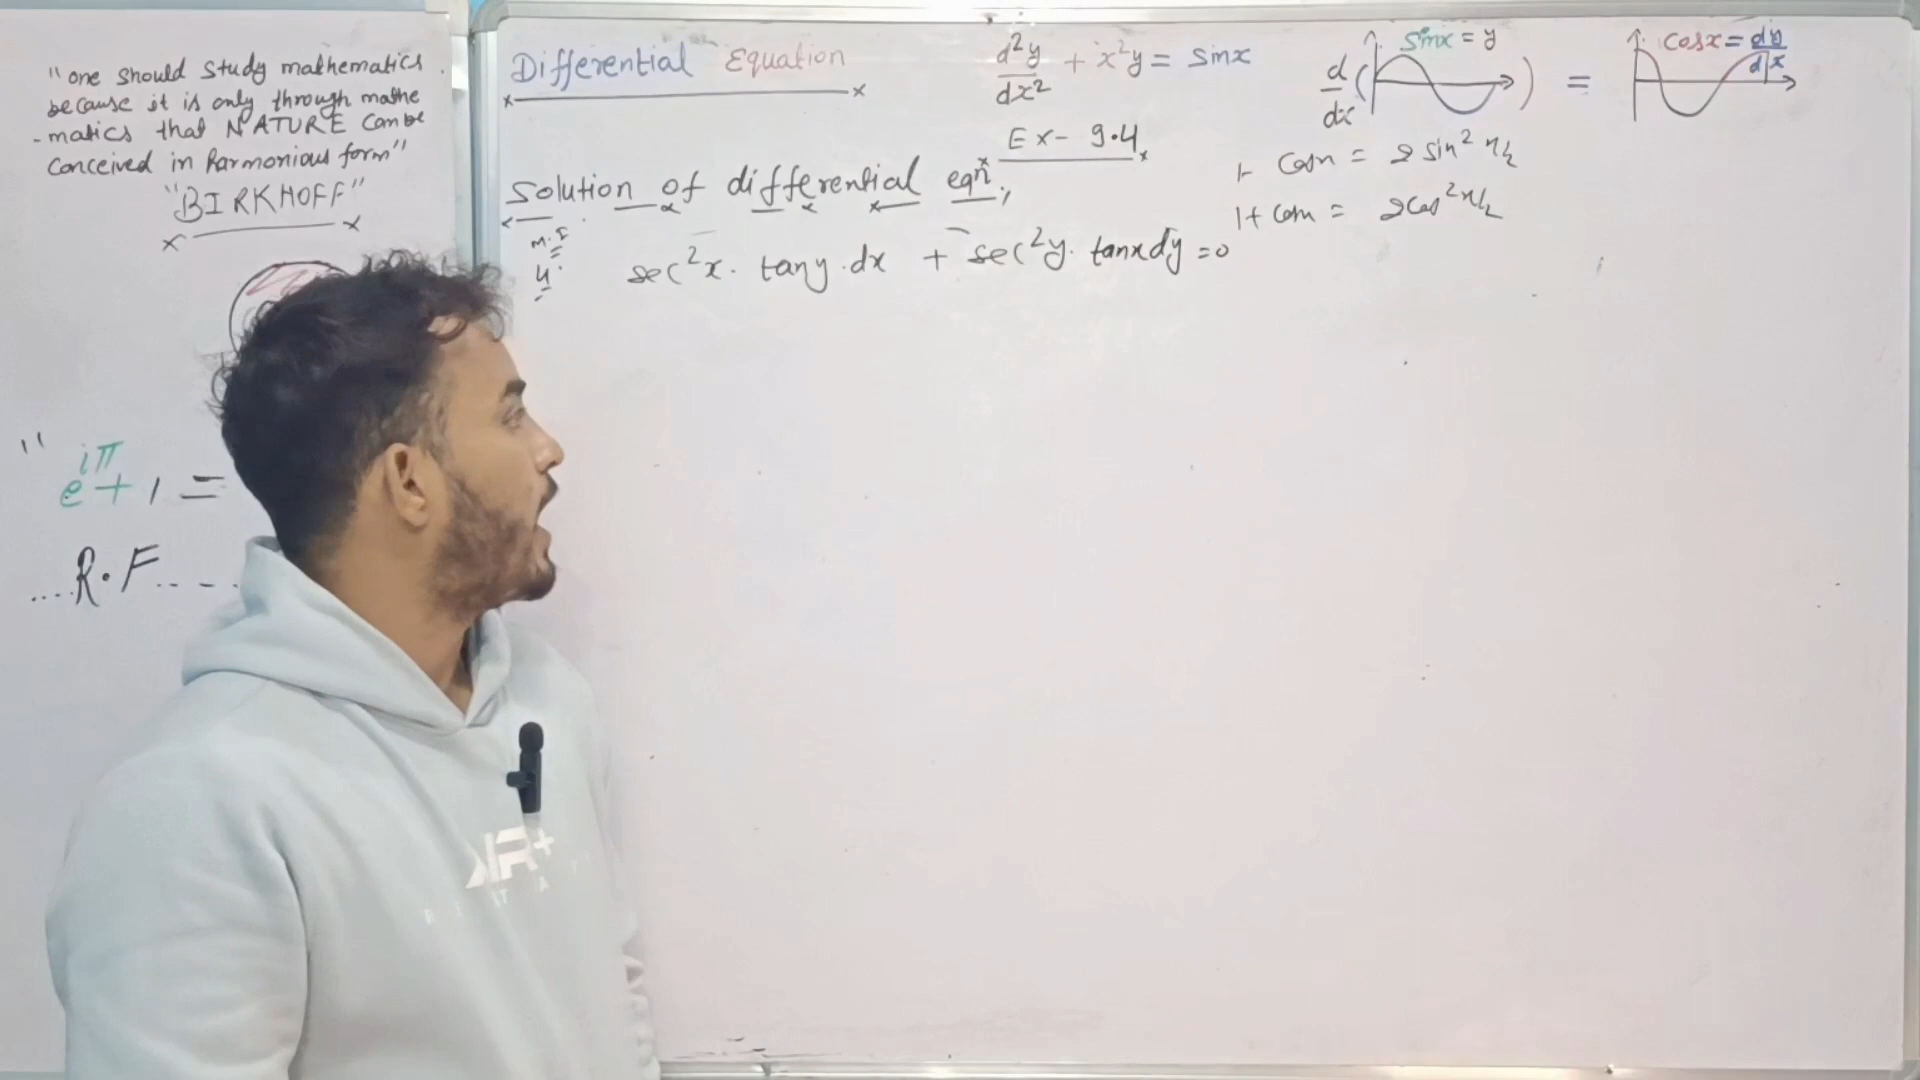 "one should study mathematics.
because it is only through mathe
-matics that NATURE can be
conceived in harmonious form"
"BIRKHOFF"
" e^{iπ} + 1 =
....R.F....
Differential Equation
d²y/dx² + x²y = sinx
d/dx ( sinx = y ) = cosx = dy/dx
Ex- 9.4
1- cosx = 2 sin² x/2
1+ cosx = 2cos² x/2
Solution of differential eqn;
M.I
4. sec²x. tany.dx + sec²y. tanxdy = 0